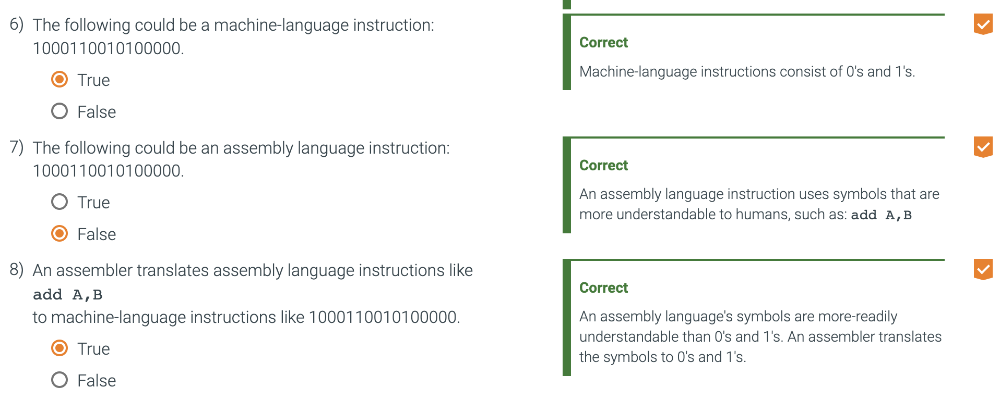 6) The following could be a machine-language instruction:
1000110010100000.
True
False
Correct
Machine-language instructions consist of 0's and 1's.
7) The following could be an assembly language instruction:
1000110010100000.
True
False
Correct
An assembly language instruction uses symbols that are
more understandable to humans, such as: add A,B
8) An assembler translates assembly language instructions like
add A,B
to machine-language instructions like 1000110010100000.
True
False
Correct
An assembly language's symbols are more-readily
understandable than 0's and 1's. An assembler translates
the symbols to 0's and 1's.